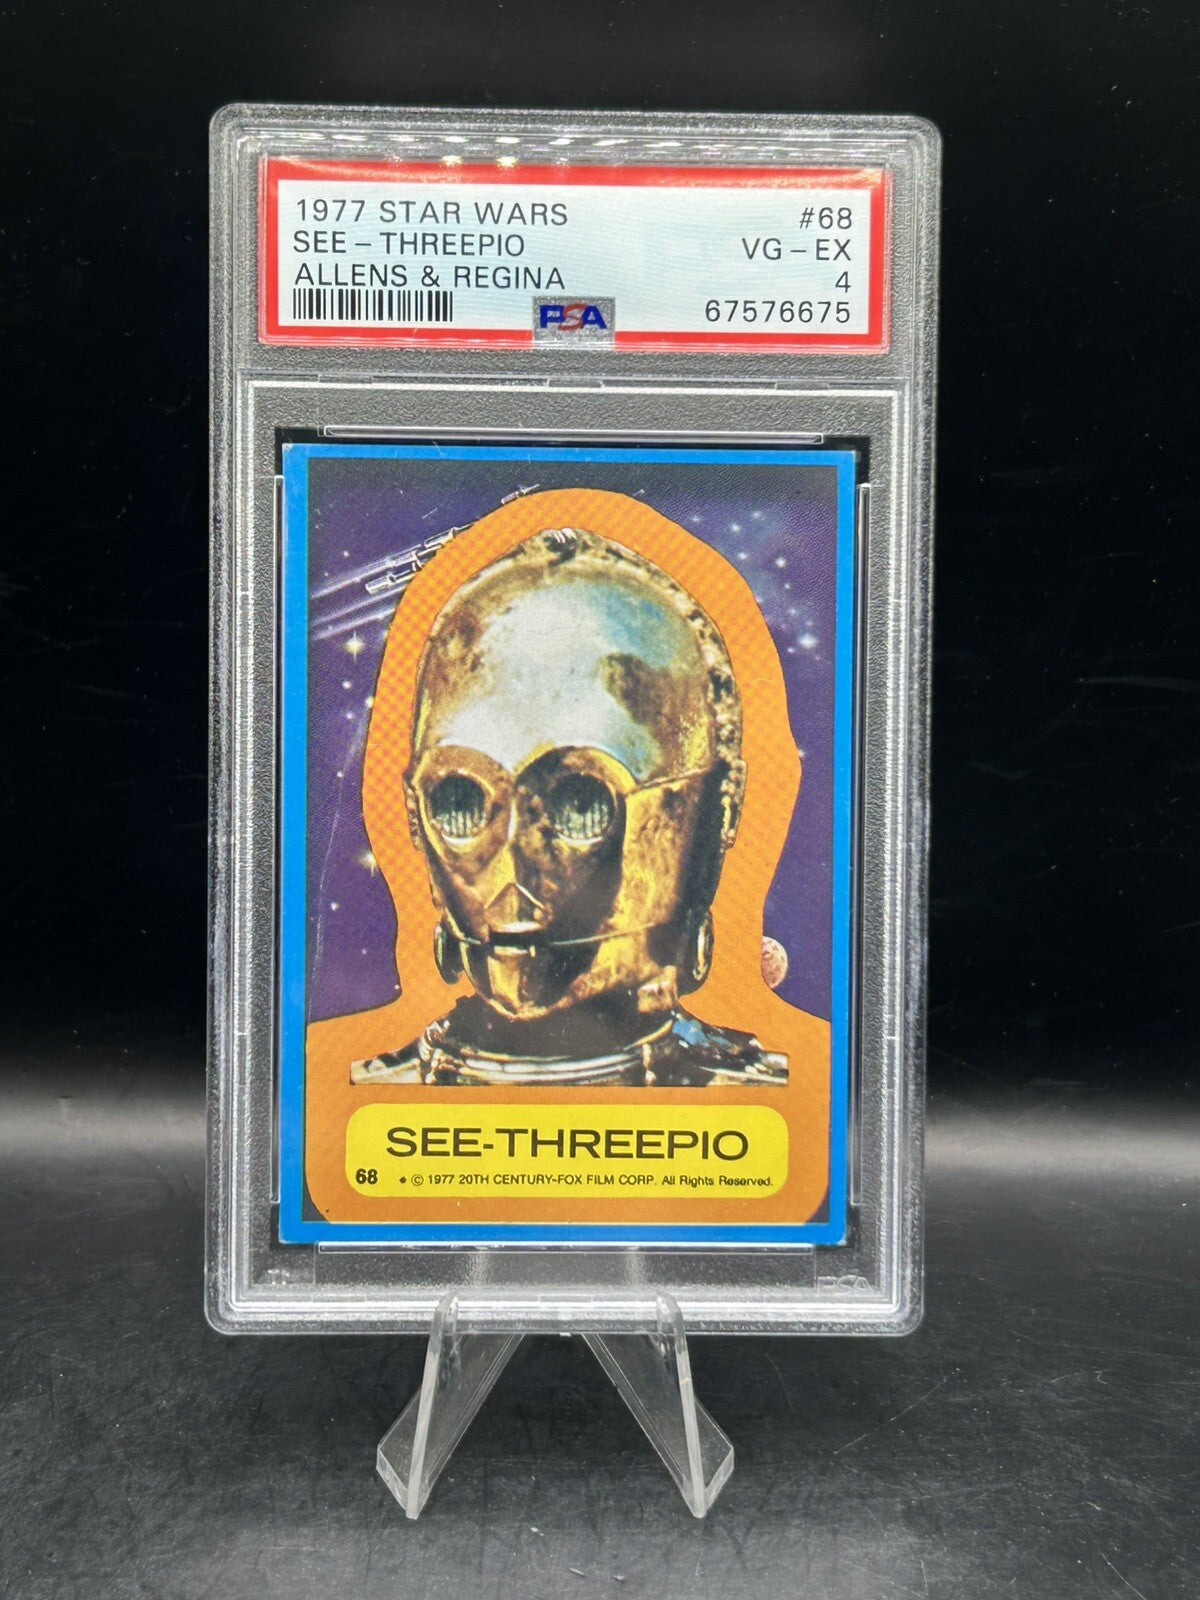 1977 STAR WARS #68
SEE - THREEPIO VG - EX
ALLENS & REGINA 4
PSA 67576675
SEE-THREEPIO
68 * © 1977 20TH CENTURY-FOX FILM CORP. All Rights Reserved.